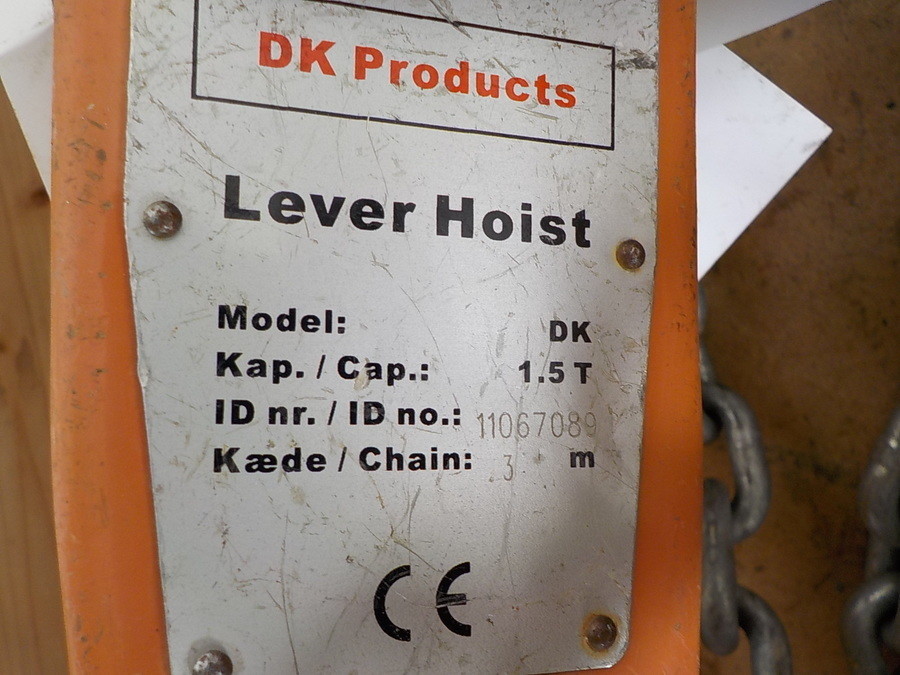 DK Products
Lever Hoist
Model: DK
Kap. / Cap.: 1.5 T
ID nr. / ID no.: 11067089
Kæde / Chain: 3 m
CE